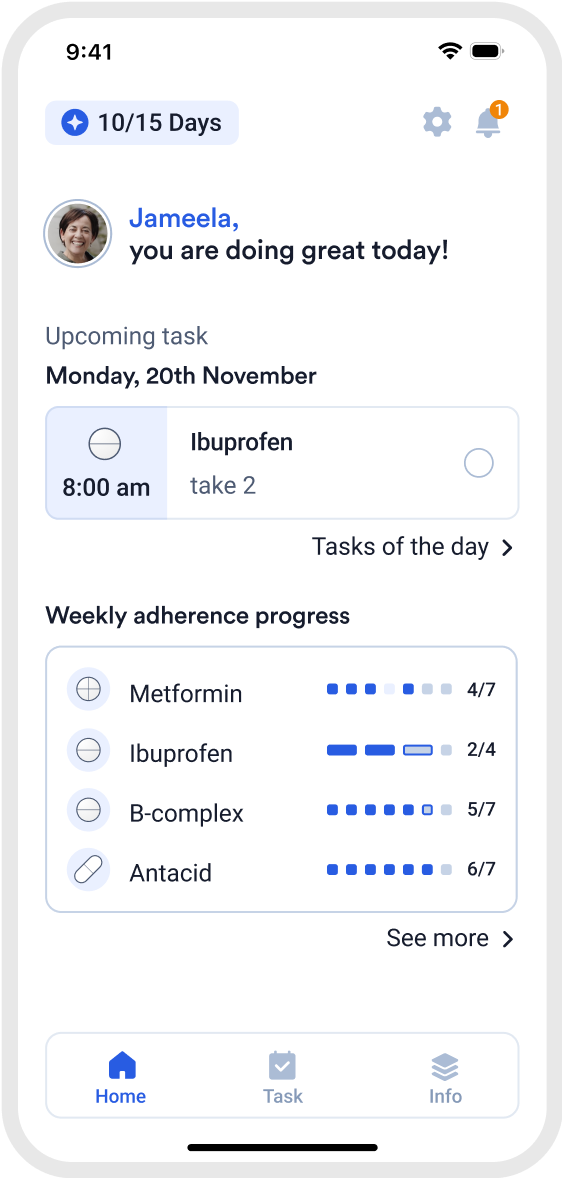 9:41
10/15 Days
1
Jameela,
you are doing great today!
Upcoming task
Monday, 20th November
Ibuprofen
8:00 am
take 2
Tasks of the day
Weekly adherence progress
Metformin 4/7
Ibuprofen 2/4
B-complex 5/7
Antacid 6/7
See more
Home Task Info